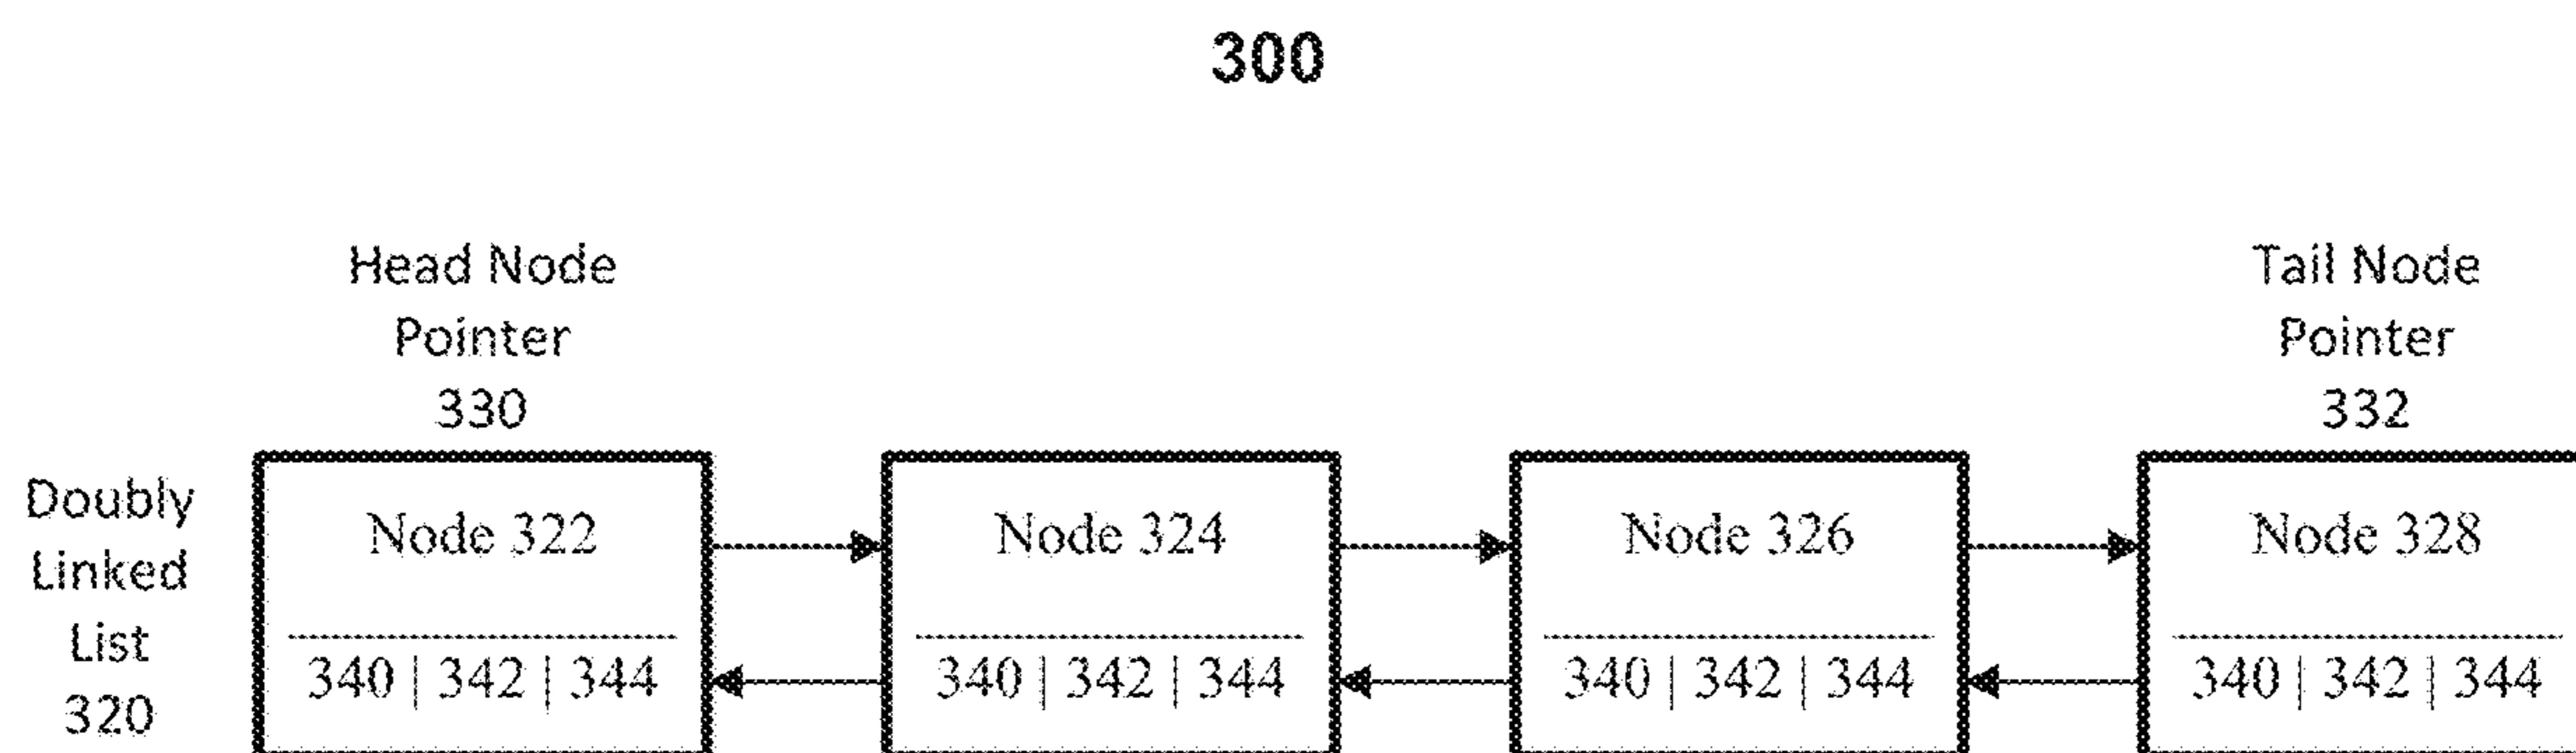 300
Head Node
Pointer
330
Tail Node
Pointer
332
Doubly
Linked
List
320
Node 322
340 | 342 | 344
Node 324
340 | 342 | 344
Node 326
340 | 342 | 344
Node 328
340 | 342 | 344